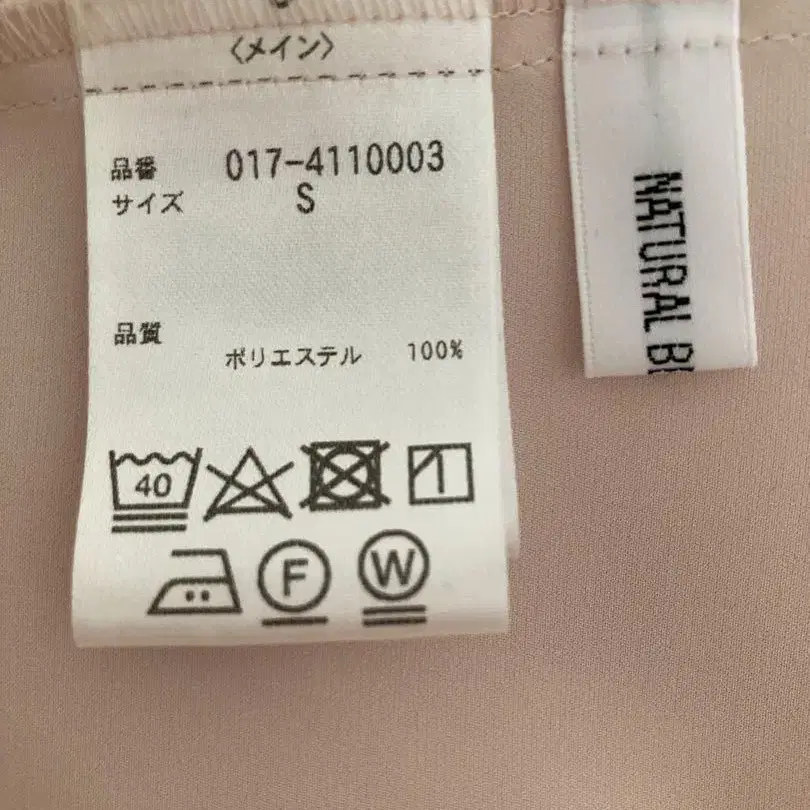 〈メイン〉
品番 017-4110003
サイズ S
品質
ポリエステル 100%
40
F
W
NATURAL